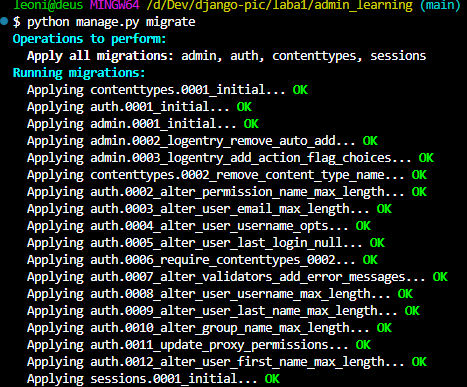 leoni@deus MINGW64 /d/Dev/django-pic/laba1/admin_learning (main)
$ python manage.py migrate
Operations to perform:
  Apply all migrations: admin, auth, contenttypes, sessions
Running migrations:
  Applying contenttypes.0001_initial... OK
  Applying auth.0001_initial... OK
  Applying admin.0001_initial... OK
  Applying admin.0002_logentry_remove_auto_add... OK
  Applying admin.0003_logentry_add_action_flag_choices... OK
  Applying contenttypes.0002_remove_content_type_name... OK
  Applying auth.0002_alter_permission_name_max_length... OK
  Applying auth.0003_alter_user_email_max_length... OK
  Applying auth.0004_alter_user_username_opts... OK
  Applying auth.0005_alter_user_last_login_null... OK
  Applying auth.0006_require_contenttypes_0002... OK
  Applying auth.0007_alter_validators_add_error_messages... OK
  Applying auth.0008_alter_user_username_max_length... OK
  Applying auth.0009_alter_user_last_name_max_length... OK
  Applying auth.0010_alter_group_name_max_length... OK
  Applying auth.0011_update_proxy_permissions... OK
  Applying auth.0012_alter_user_first_name_max_length... OK
  Applying sessions.0001_initial... OK